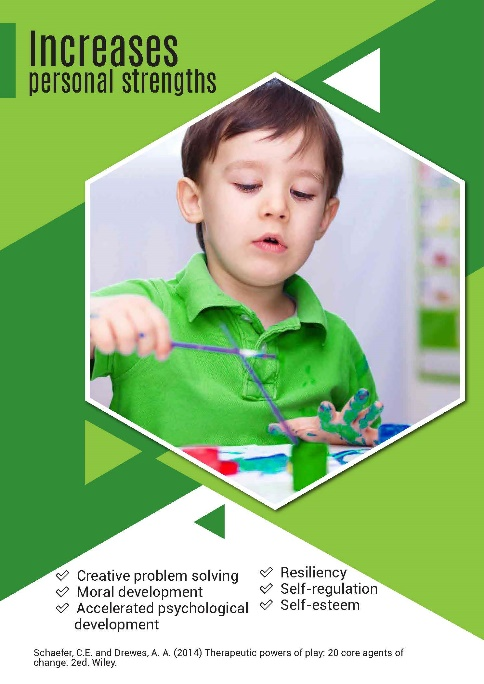 Increases
personal strengths
Creative problem solving
Moral development
Accelerated psychological
development
Resiliency
Self-regulation
Self-esteem
Schaefer, C.E. and Drewes, A. A. (2014) Therapeutic powers of play: 20 core agents of
change. 2ed. Wiley.